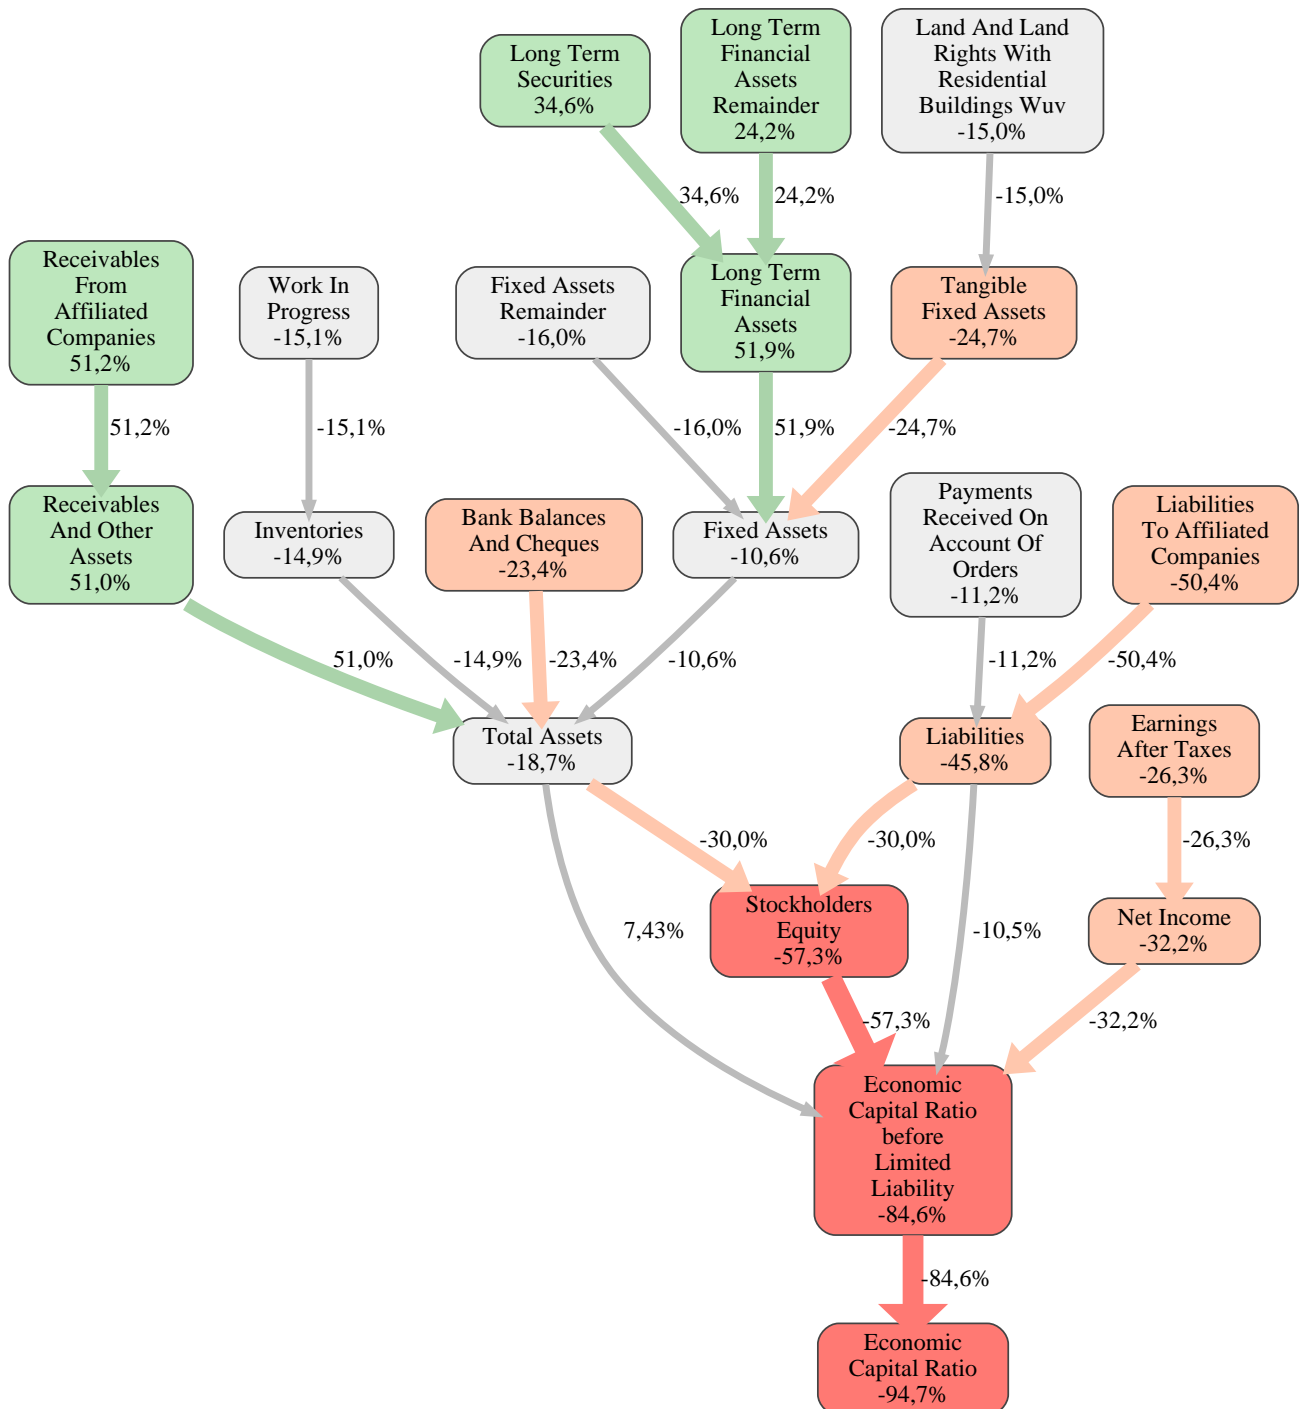 Long Term
Securities
34,6%
Long Term
Financial
Assets
Remainder
24,2%
Land And Land
Rights With
Residential
Buildings Wuv
-15,0%
34,6%
24,2%
-15,0%
Receivables
From
Affiliated
Companies
51,2%
Work In
Progress
-15,1%
Fixed Assets
Remainder
-16,0%
Long Term
Financial
Assets
51,9%
Tangible
Fixed Assets
-24,7%
51,2%
-15,1%
-16,0%
51,9%
-24,7%
Receivables
And Other
Assets
51,0%
Inventories
-14,9%
Bank Balances
And Cheques
-23,4%
Fixed Assets
-10,6%
Payments
Received On
Account Of
Orders
-11,2%
Liabilities
To Affiliated
Companies
-50,4%
51,0%
-14,9%
-23,4%
-10,6%
-11,2%
-50,4%
Total Assets
-18,7%
Liabilities
-45,8%
Earnings
After Taxes
-26,3%
-30,0%
-30,0%
-26,3%
7,43%
Stockholders
Equity
-57,3%
-10,5%
Net Income
-32,2%
-57,3%
-32,2%
Economic
Capital Ratio
before
Limited
Liability
-84,6%
-84,6%
Economic
Capital Ratio
-94,7%